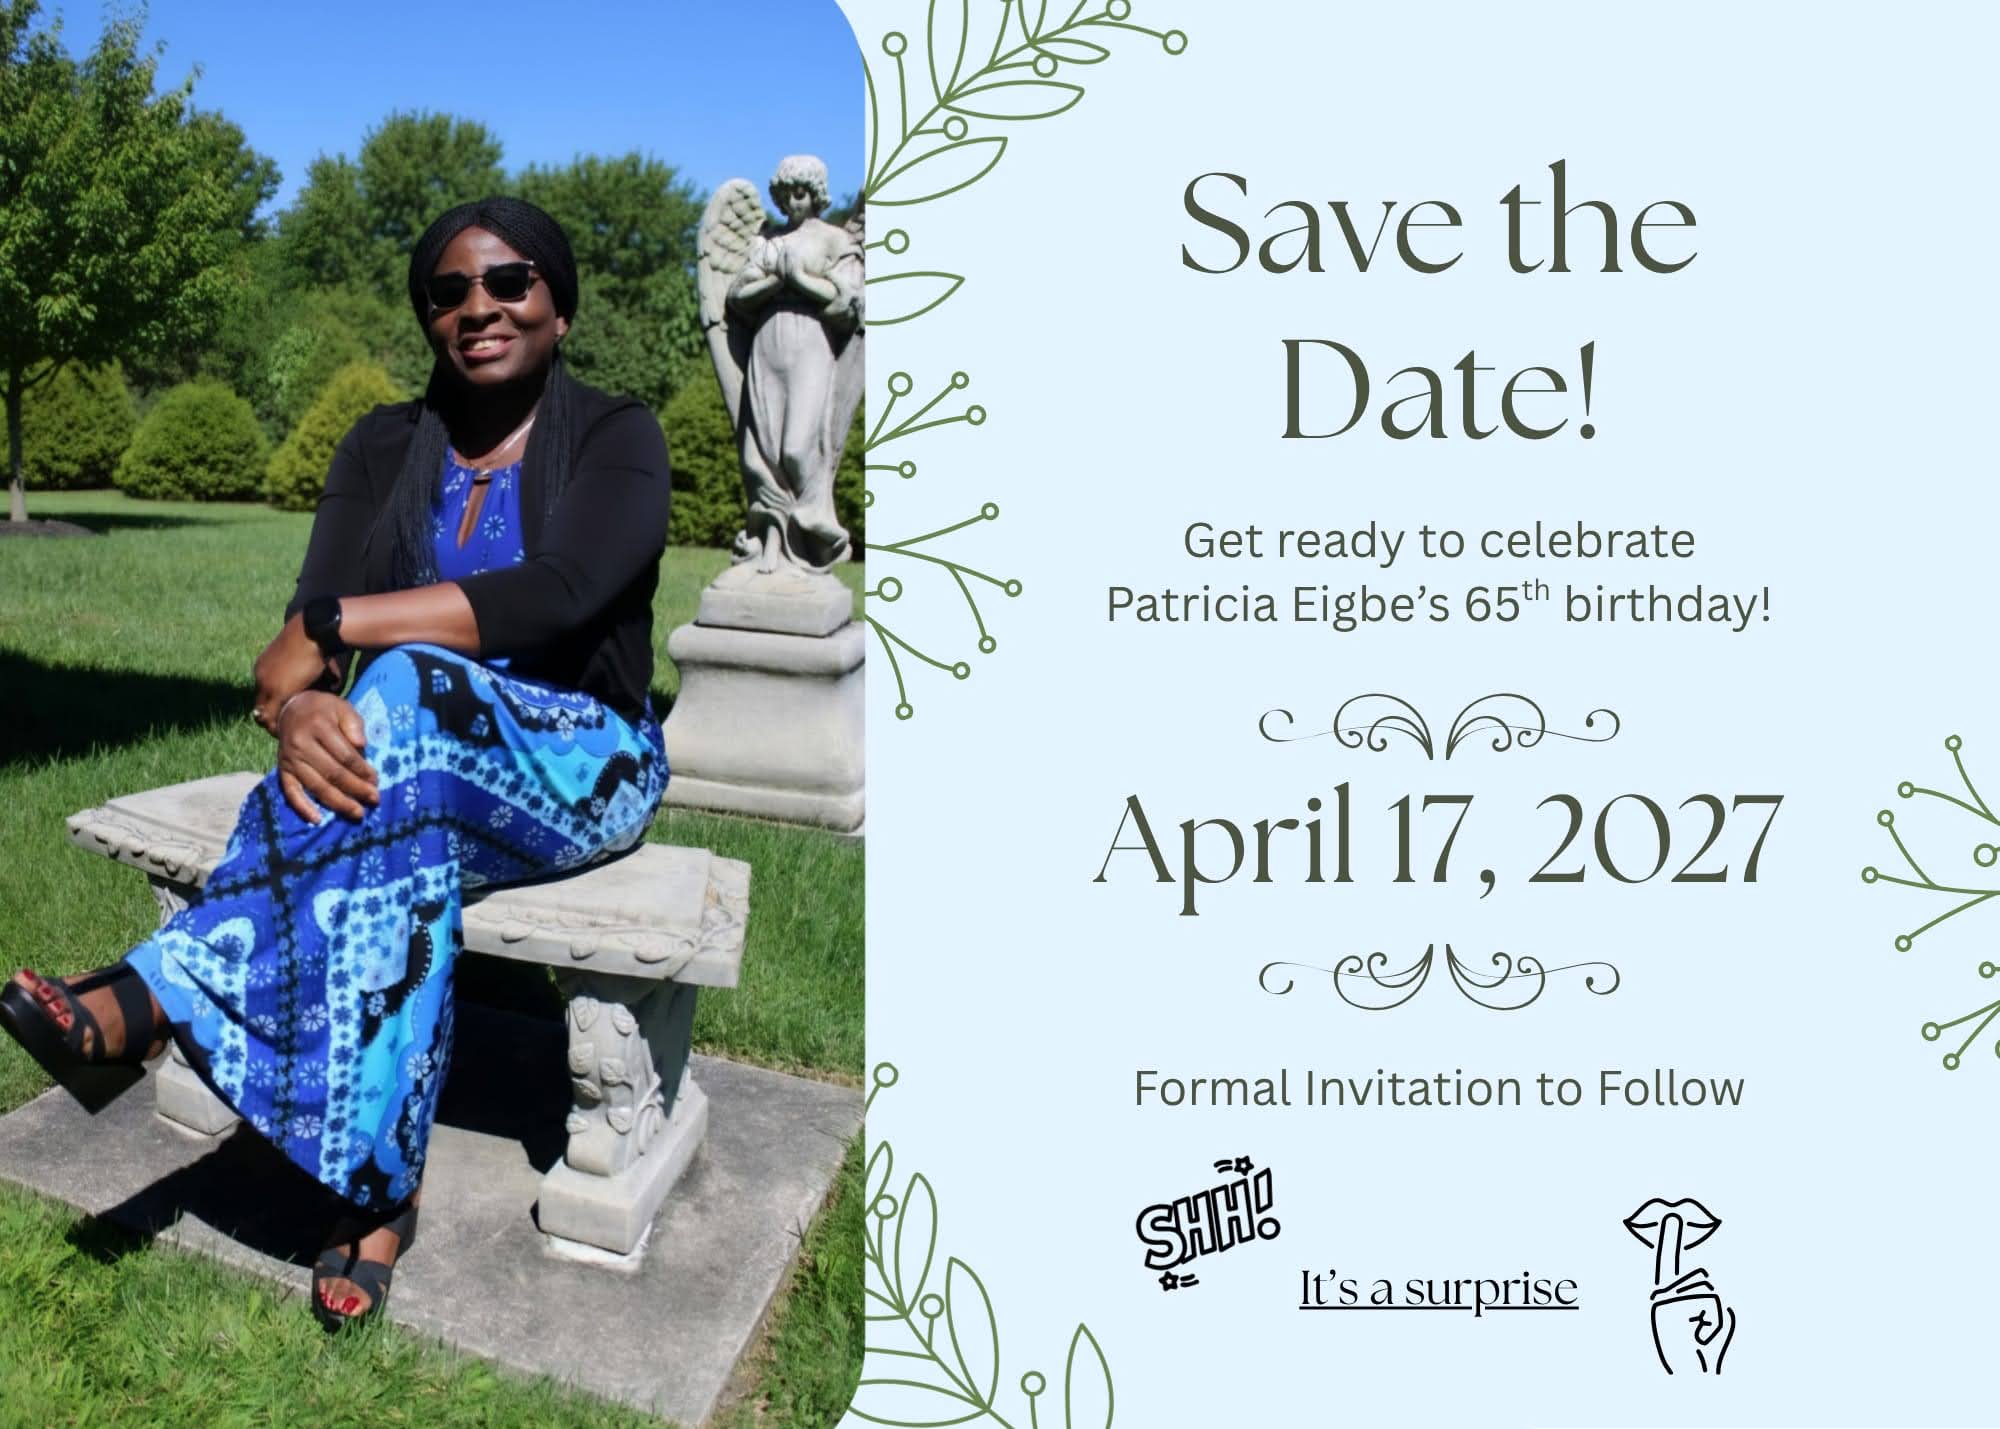 Save the
Date!
Get ready to celebrate
Patricia Eigbe’s 65th birthday!
April 17, 2027
Formal Invitation to Follow
SHH!
It’s a surprise